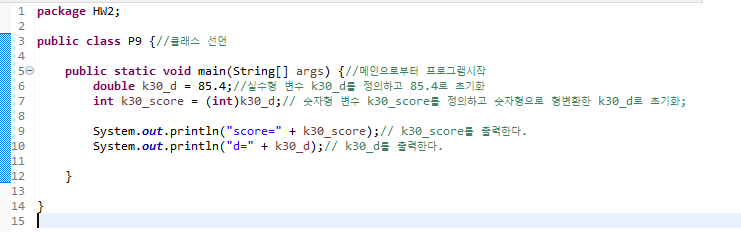 1 package HW2;
2
3 public class P9 {//클래스 선언
4
5 public static void main(String[] args) {//메인으로부터 프로그램시작
6 double k30_d = 85.4;//실수형 변수 k30_d를 정의하고 85.4로 초기화
7 int k30_score = (int)k30_d;// 숫자형 변수 k30_score를 정의하고 숫자형으로 형변환한 k30_d로 초기화;
8
9 System.out.println("score=" + k30_score);// k30_score를 출력한다.
10 System.out.println("d=" + k30_d);// k30_d를 출력한다.
11
12 }
13
14 }
15